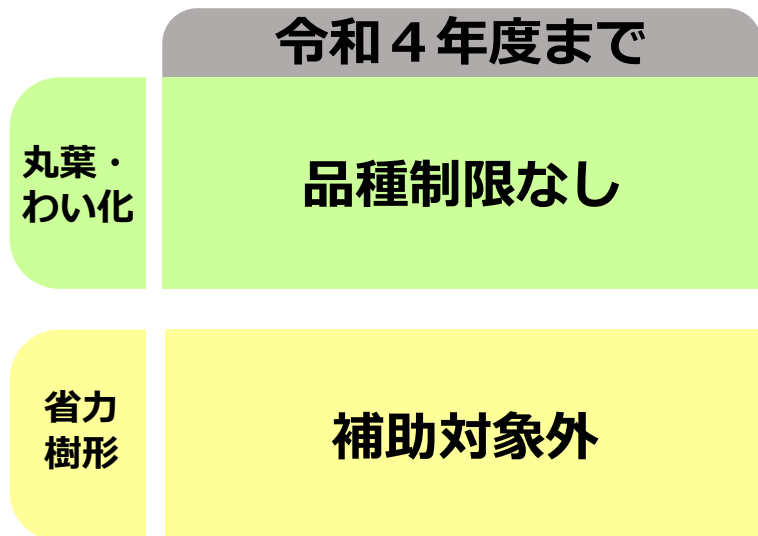 令和４年度まで
丸葉・
わい化
品種制限なし
省力
樹形
補助対象外